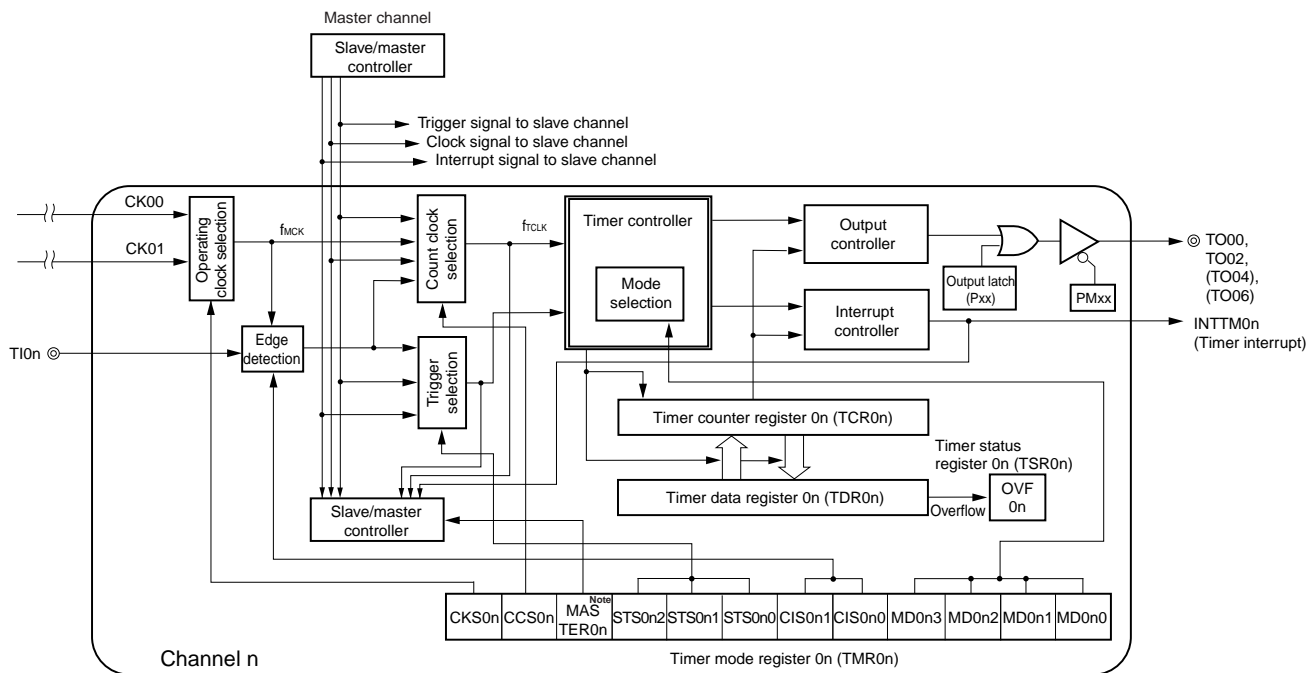 Master channel
Slave/master
controller
Trigger signal to slave channel
Clock signal to slave channel
Interrupt signal to slave channel
CK00
CK01
Operating
clock selection
fMCK
Count clock
selection
fTCLK
Timer controller
Mode
selection
Output
controller
Output latch
(Pxx)
PMxx
TO00,
TO02,
(TO04),
(TO06)
Interrupt
controller
INTTM0n
(Timer interrupt)
TI0n
Edge
detection
Trigger
selection
Timer counter register 0n (TCR0n)
Timer status
register 0n (TSR0n)
Timer data register 0n (TDR0n)
Overflow
OVF
0n
Slave/master
controller
CKS0n
CCS0n
MAS Note
TER0n
STS0n2
STS0n1
STS0n0
CIS0n1
CIS0n0
MD0n3
MD0n2
MD0n1
MD0n0
Channel n
Timer mode register 0n (TMR0n)